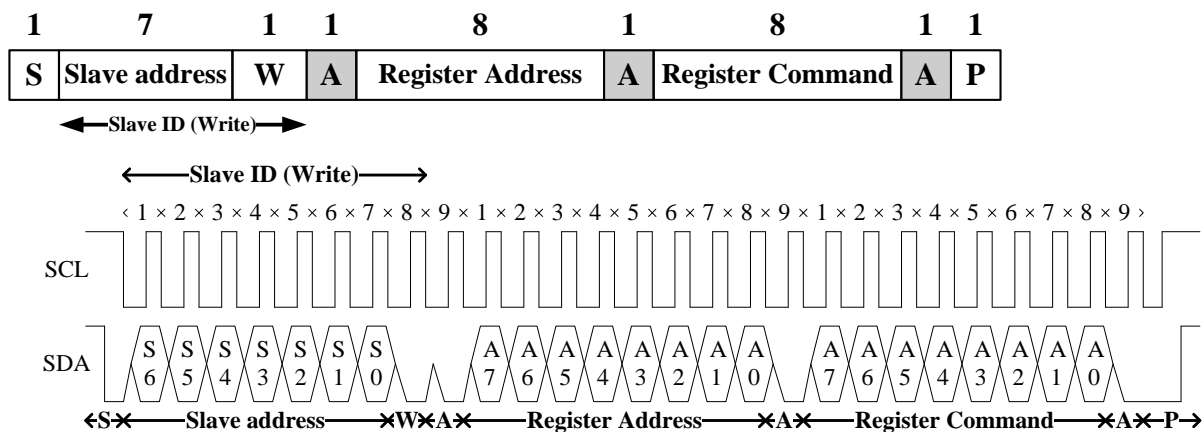 1 7 1 1 8 1 8 1 1
S Slave address W A Register Address A Register Command A P
Slave ID (Write)
Slave ID (Write)
‹ 1 × 2 × 3 × 4 × 5 × 6 × 7 × 8 × 9 × 1 × 2 × 3 × 4 × 5 × 6 × 7 × 8 × 9 × 1 × 2 × 3 × 4 × 5 × 6 × 7 × 8 × 9 ›
SCL
SDA S6 S5 S4 S3 S2 S1 S0 A7 A6 A5 A4 A3 A2 A1 A0 A7 A6 A5 A4 A3 A2 A1 A0
S Slave address W A Register Address A Register Command A P